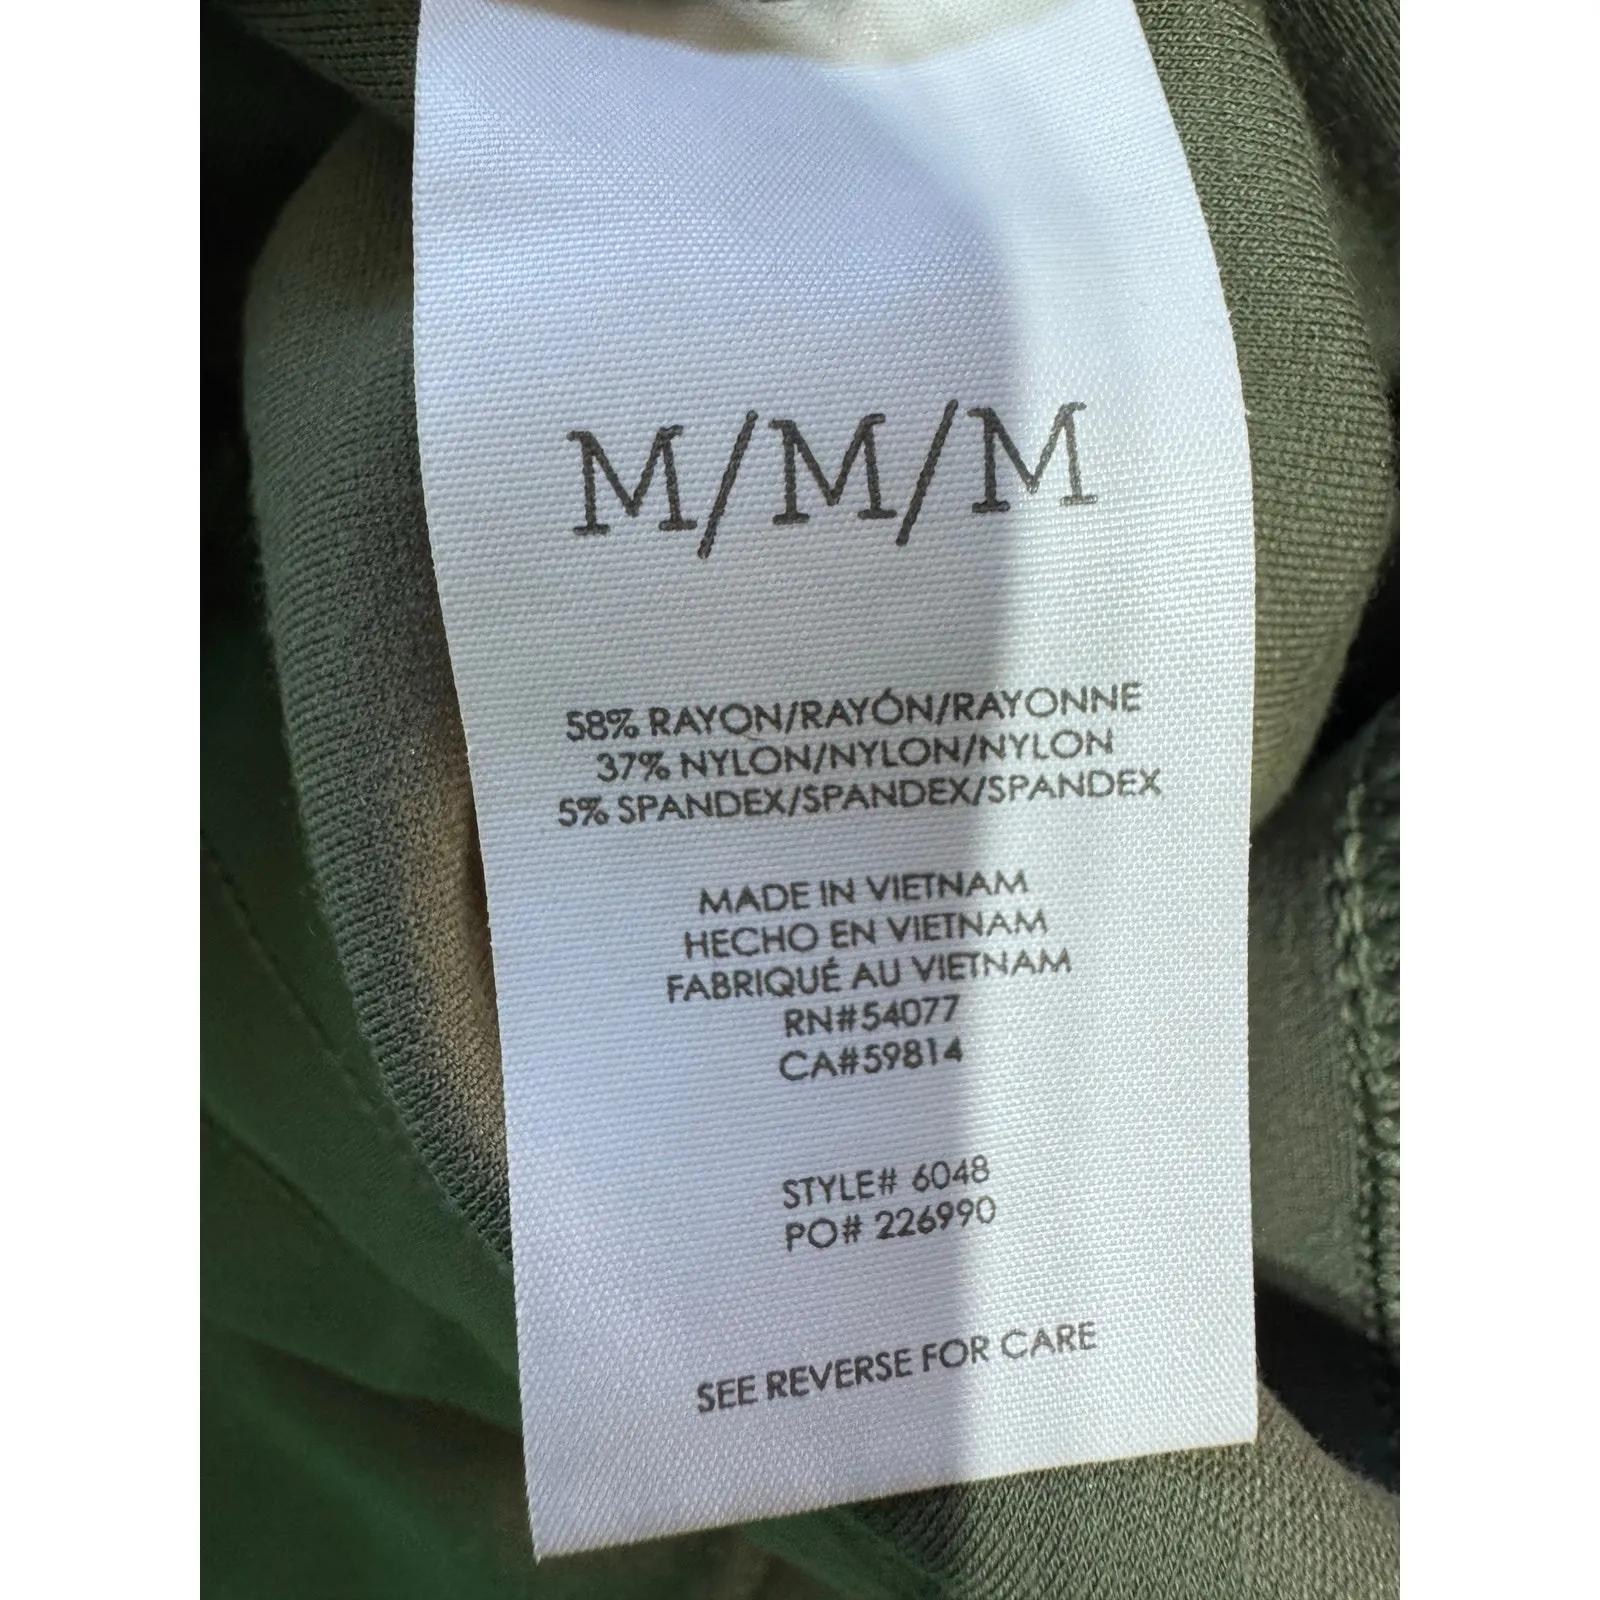 M/M/M
58% RAYON/RAYÓN/RAYONNE
37% NYLON/NYLON/NYLON
5% SPANDEX/SPANDEX/SPANDEX
MADE IN VIETNAM
HECHO EN VIETNAM
FABRIQUÉ AU VIETNAM
RN#54077
CA#59814
STYLE# 6048
PO# 226990
SEE REVERSE FOR CARE